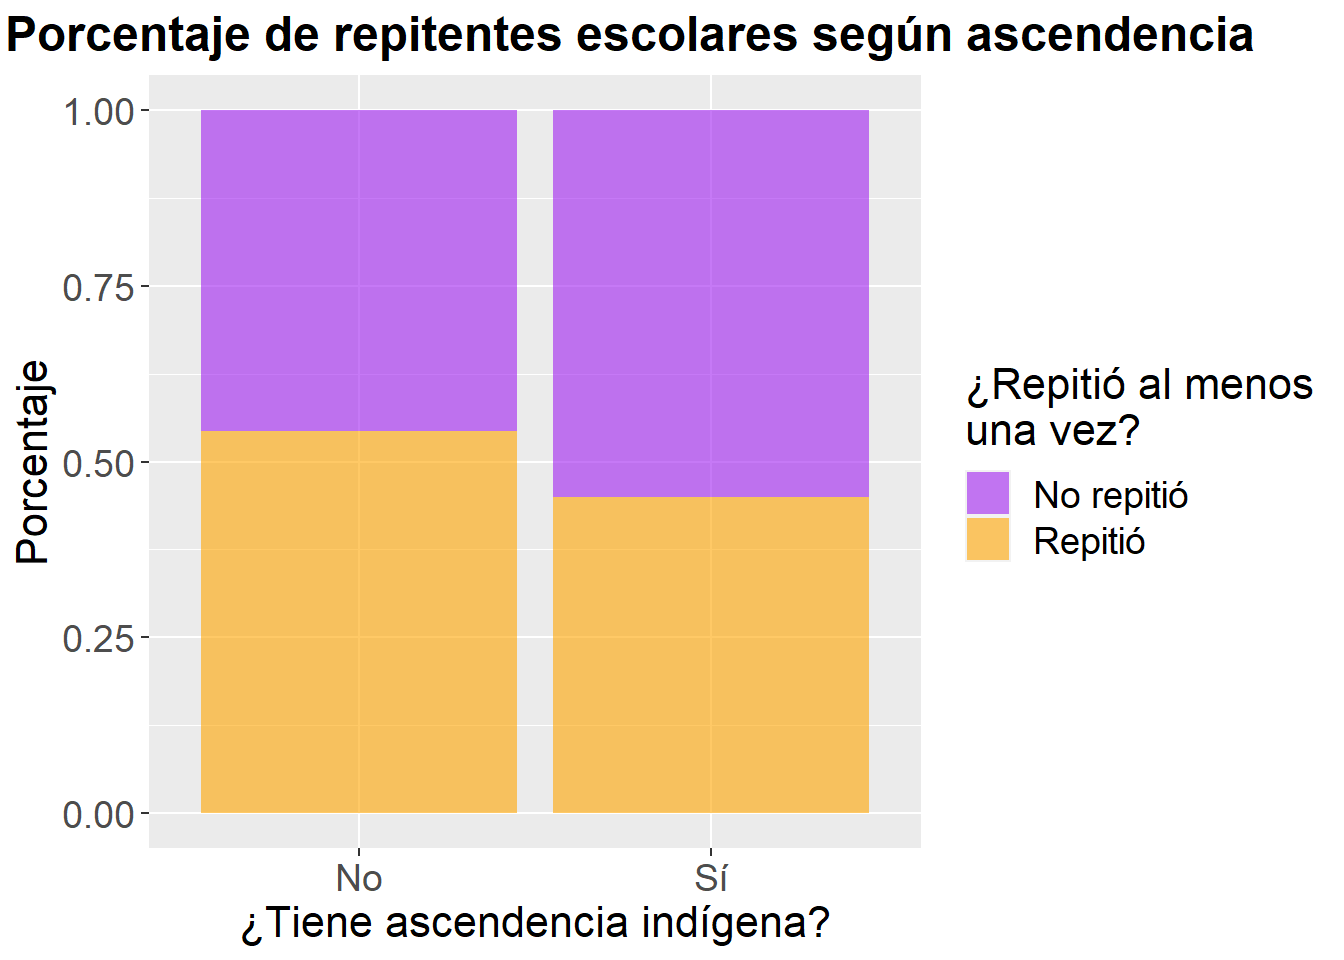 Porcentaje de repitentes escolares según ascendencia
1.00
0.75
0.50
0.25
0.00
Porcentaje
No
Sí
¿Tiene ascendencia indígena?
¿Repitió al menos
una vez?
No repitió
Repitió